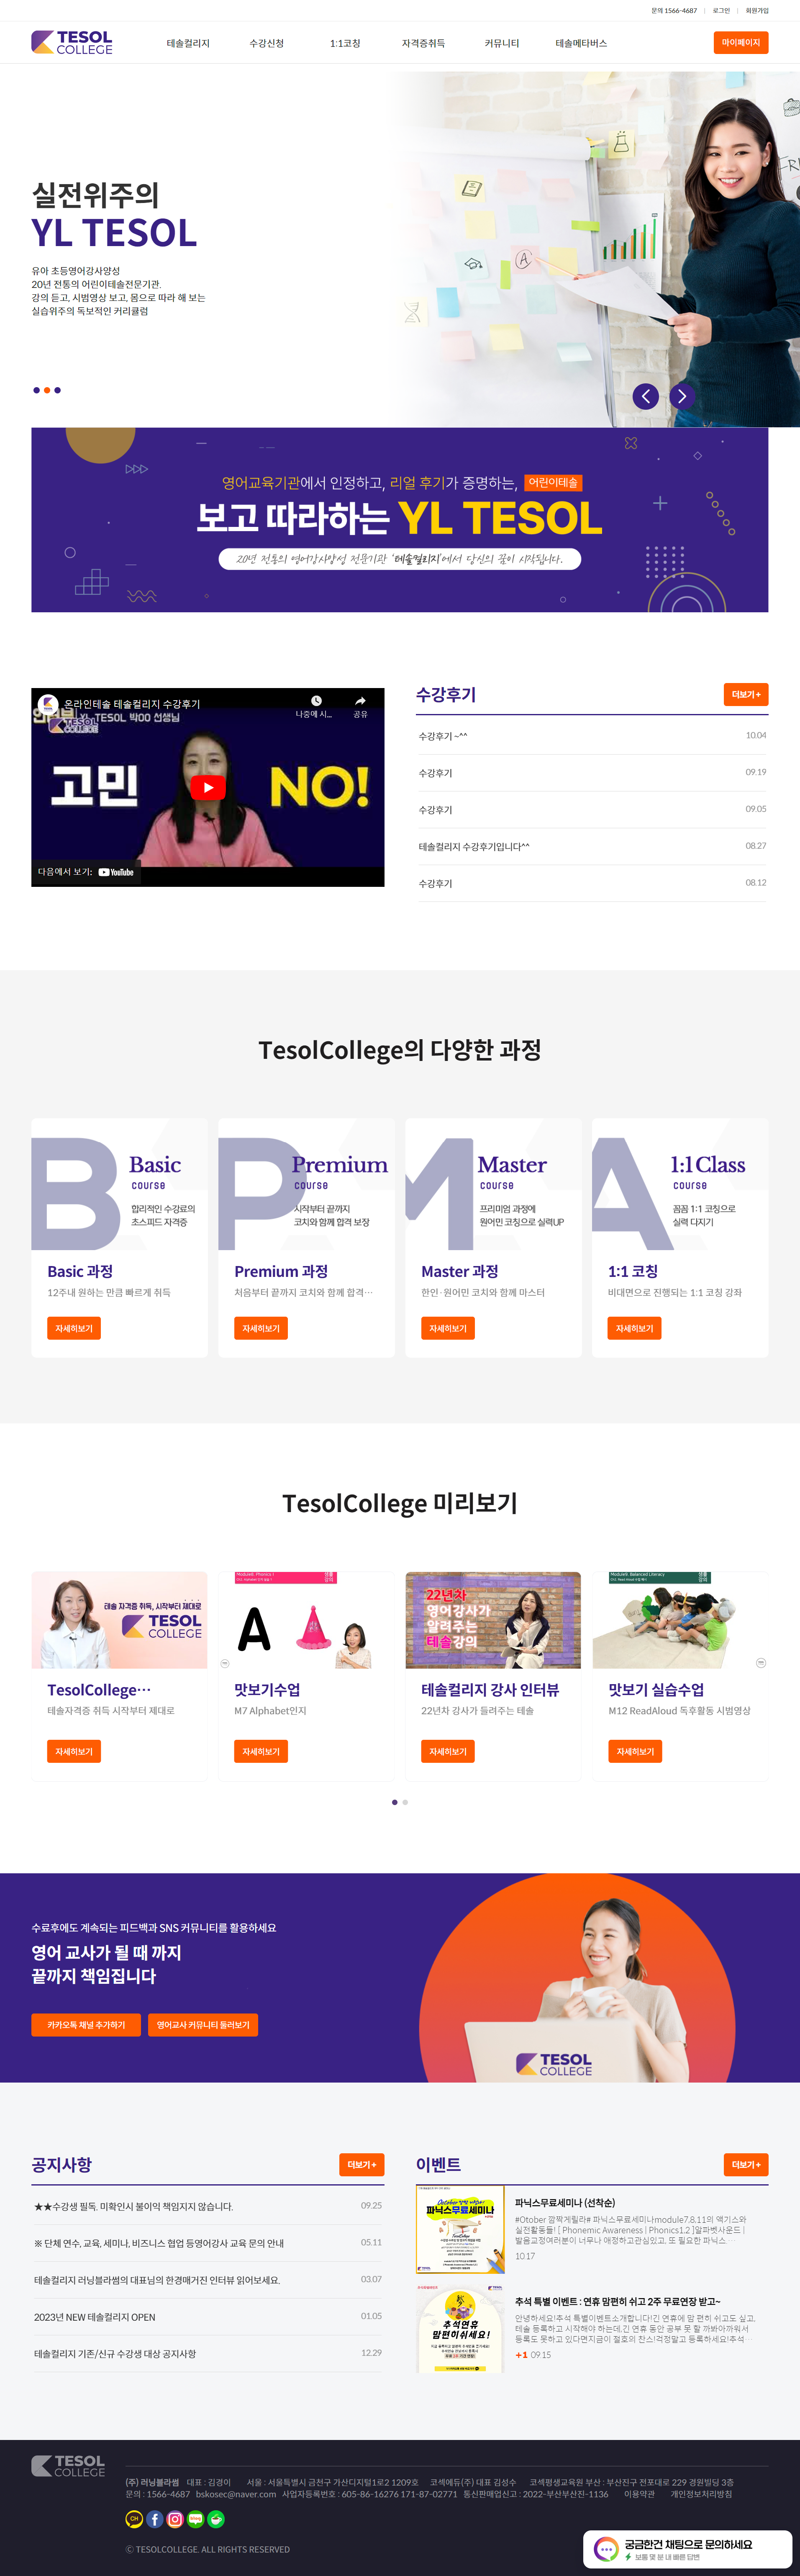 문의 1566-4687
로그인
회원가입
TESOL
COLLEGE
테솔컬리지
수강신청
1:1코칭
자격증취득
커뮤니티
테솔메타버스
마이페이지
실전위주의
YL TESOL
유아 초등영어강사양성
20년 전통의 어린이테솔전문기관.
강의 듣고, 시범영상 보고, 몸으로 따라 해 보는
실습위주의 독보적인 커리큘럼
영어교육기관에서 인정하고, 리얼 후기가 증명하는, 어린이테솔
보고 따라하는 YL TESOL
20년 전통의 영어강사양성 전문기관 '테솔컬리지'에서 당신의 꿈이 시작됩니다.
온라인테솔 테솔컬리지 수강후기
나중에 시...
공유
YL TESOL 박00 선생님
TESOL
COLLEGE
고민
NO!
다음에서 보기: YouTube
수강후기
더보기 +
수강후기 ~^^
10.04
수강후기
09.19
수강후기
09.05
테솔컬리지 수강후기입니다^^
08.27
수강후기
08.12
TesolCollege의 다양한 과정
B
Basic
course
합리적인 수강료의
초스피드 자격증
Basic 과정
12주내 원하는 만큼 빠르게 취득
자세히보기
P
Premium
course
시작부터 끝까지
코치와 함께 합격 보장
Premium 과정
처음부터 끝까지 코치와 함께 합격…
자세히보기
M
Master
course
프리미엄 과정에
원어민 코칭으로 실력UP
Master 과정
한인·원어민 코치와 함께 마스터
자세히보기
A
1:1 Class
course
꼼꼼 1:1 코칭으로
실력 다지기
1:1 코칭
비대면으로 진행되는 1:1 코칭 강좌
자세히보기
TesolCollege 미리보기
테솔 자격증 취득, 시작부터 제대로
TESOL
COLLEGE
TesolCollege…
테솔자격증 취득 시작부터 제대로
자세히보기
A
맛보기수업
M7 Alphabet인지
자세히보기
22년차
영어강사가
알려주는
테솔강의
테솔컬리지 강사 인터뷰
22년차 강사가 들려주는 테솔
자세히보기
맛보기 실습수업
M12 ReadAloud 독후활동 시범영상
자세히보기
수료후에도 계속되는 피드백과 SNS 커뮤니티를 활용하세요
영어 교사가 될 때 까지
끝까지 책임집니다
카카오톡 채널 추가하기
영어교사 커뮤니티 둘러보기
TESOL
COLLEGE
공지사항
더보기 +
★★수강생 필독. 미확인시 불이익 책임지지 않습니다.
09.25
※ 단체 연수, 교육, 세미나, 비즈니스 협업 등영어강사 교육 문의 안내
05.11
테솔컬리지 러닝블라썸의 대표님의 한경매거진 인터뷰 읽어보세요.
03.07
2023년 NEW 테솔컬리지 OPEN
01.05
테솔컬리지 기존/신규 수강생 대상 공지사항
12.29
이벤트
더보기 +
파닉스무료세미나
파닉스무료세미나 (선착순)
#Otober 깜짝게릴라# 파닉스무료세미나module7,8,11의 액기스와
실전활동들! [ Phonemic Awareness | Phonics1,2 ]알파벳사운드 |
발음교정여러분이 너무나 애정하고관심있고, 또 필요한 파닉스 …
10.17
추석연휴
맘편히쉬세요!
추석 특별 이벤트 : 연휴 맘편히 쉬고 2주 무료연장 받고~
안녕하세요!추석 특별이벤트소개합니다!긴 연휴에 맘 편히 쉬고도 싶고,
테솔 등록하고 시작해야 하는데,긴 연휴 동안 공부 못 할 까봐아까워서
등록도 못하고 있다면지금이 절호의 찬스!걱정말고 등록하세요!추석…
+1 09.15
TESOL
COLLEGE
(주) 러닝블라썸 대표 : 김경이 서울 : 서울특별시 금천구 가산디지털1로2 1209호 코섹에듀(주) 대표 김성수 코섹평생교육원 부산 : 부산진구 전포대로 229 경원빌딩 3층
문의 : 1566-4687 bskosec@naver.com 사업자등록번호 : 605-86-16276 171-87-02771 통신판매업신고 : 2022-부산부산진-1136 이용약관 개인정보처리방침
CH
blog
ⓒ TESOLCOLLEGE. ALL RIGHTS RESERVED
궁금한건 채팅으로 문의하세요
보통 몇 분 내 빠른 답변